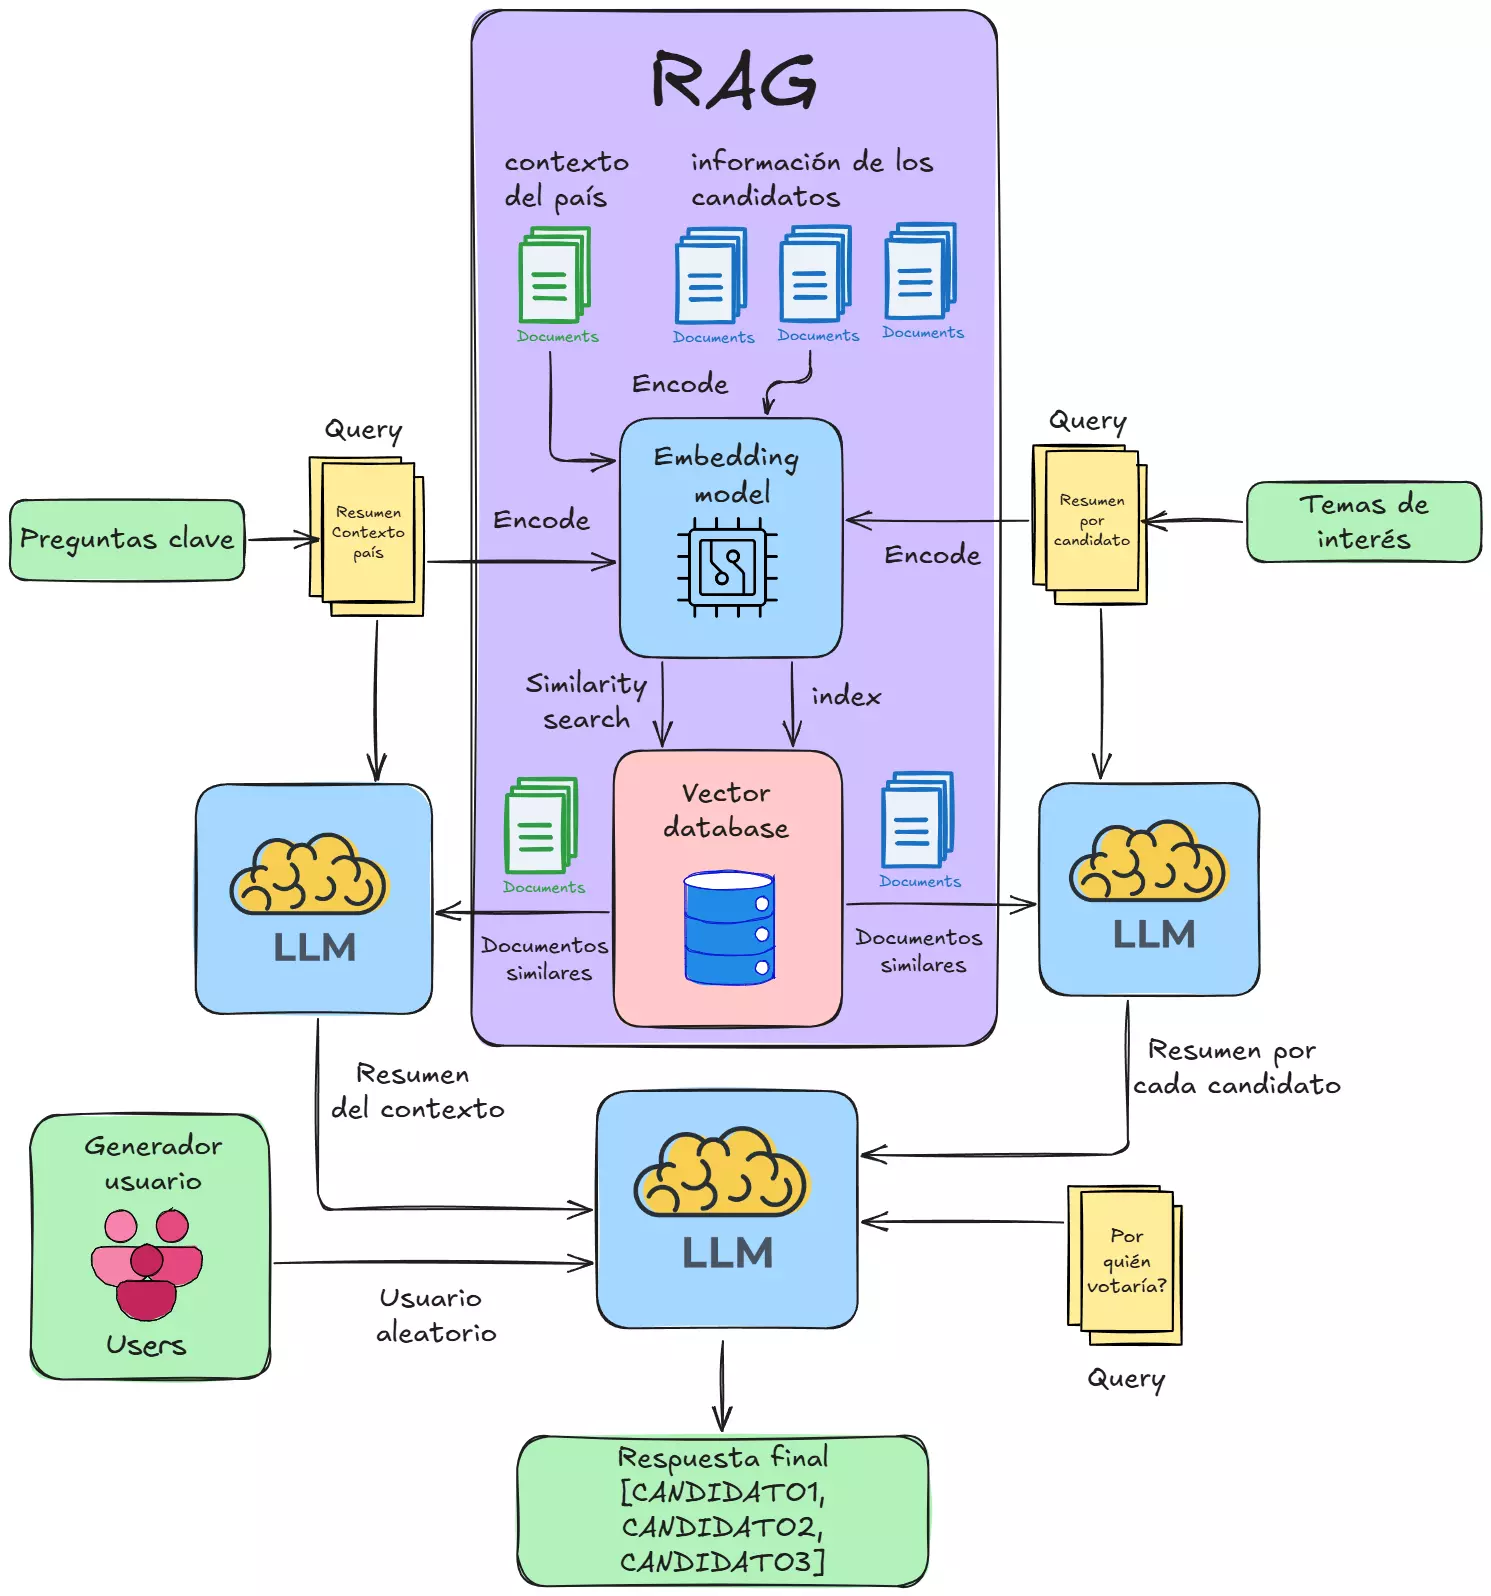 RAG
contexto
del país
información de los
candidatos
Documents
Documents
Documents
Documents
Encode
Query
Query
Embedding
model
Preguntas clave
Resumen
Contexto
país
Encode
Encode
Resumen
por
candidato
Temas de
interés
Similarity
search
index
Vector
database
Documents
Documents
LLM
LLM
Documentos
similares
Documentos
similares
Resumen
del contexto
Resumen por
cada candidato
Generador
usuario
Users
LLM
Usuario
aleatorio
Por
quién
votaría?
Query
Respuesta final
[CANDIDATO1,
CANDIDATO2,
CANDIDATO3]